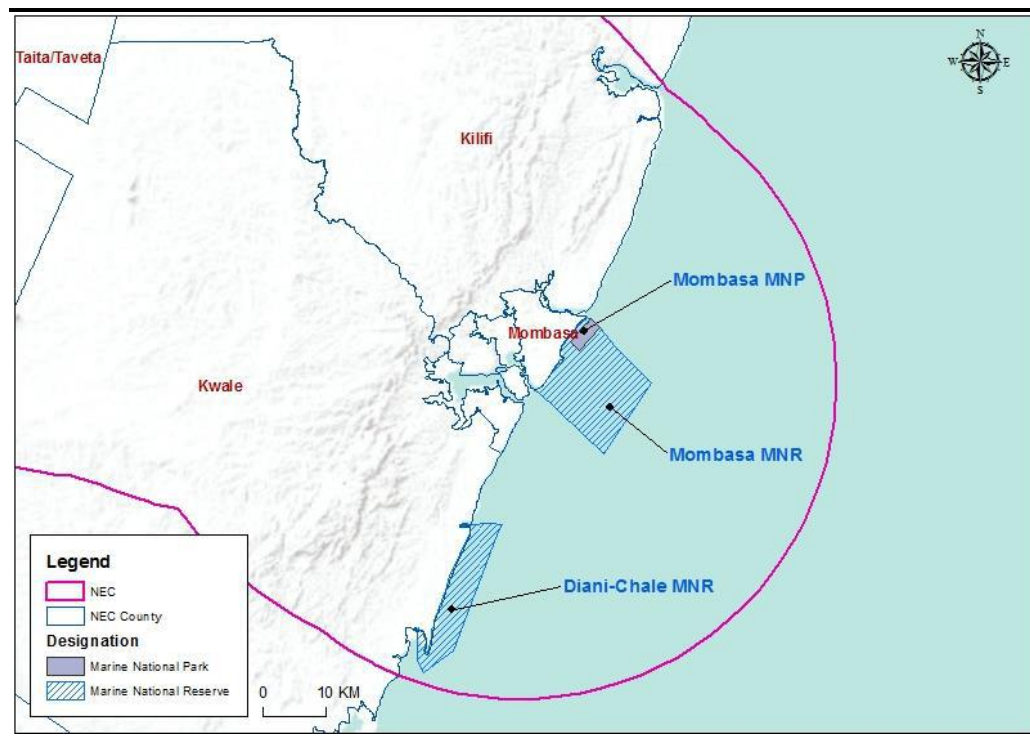 N
W E
S
Taita/Taveta
Kilifi
Mombasa MNP
Mombasa
Kwale
Mombasa MNR
Diani-Chale MNR
Legend
NEC
NEC County
Designation
Marine National Park
Marine National Reserve
0 10 KM